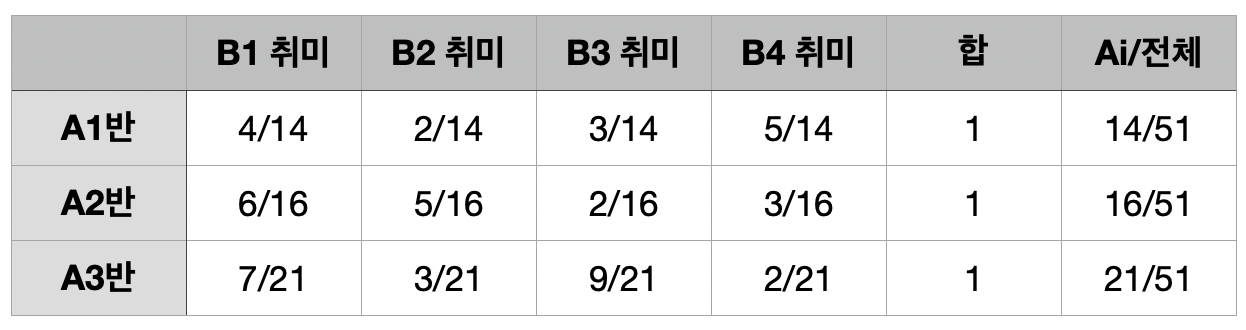 B1 취미 B2 취미 B3 취미 B4 취미 합 Ai/전체
A1반 4/14 2/14 3/14 5/14 1 14/51
A2반 6/16 5/16 2/16 3/16 1 16/51
A3반 7/21 3/21 9/21 2/21 1 21/51